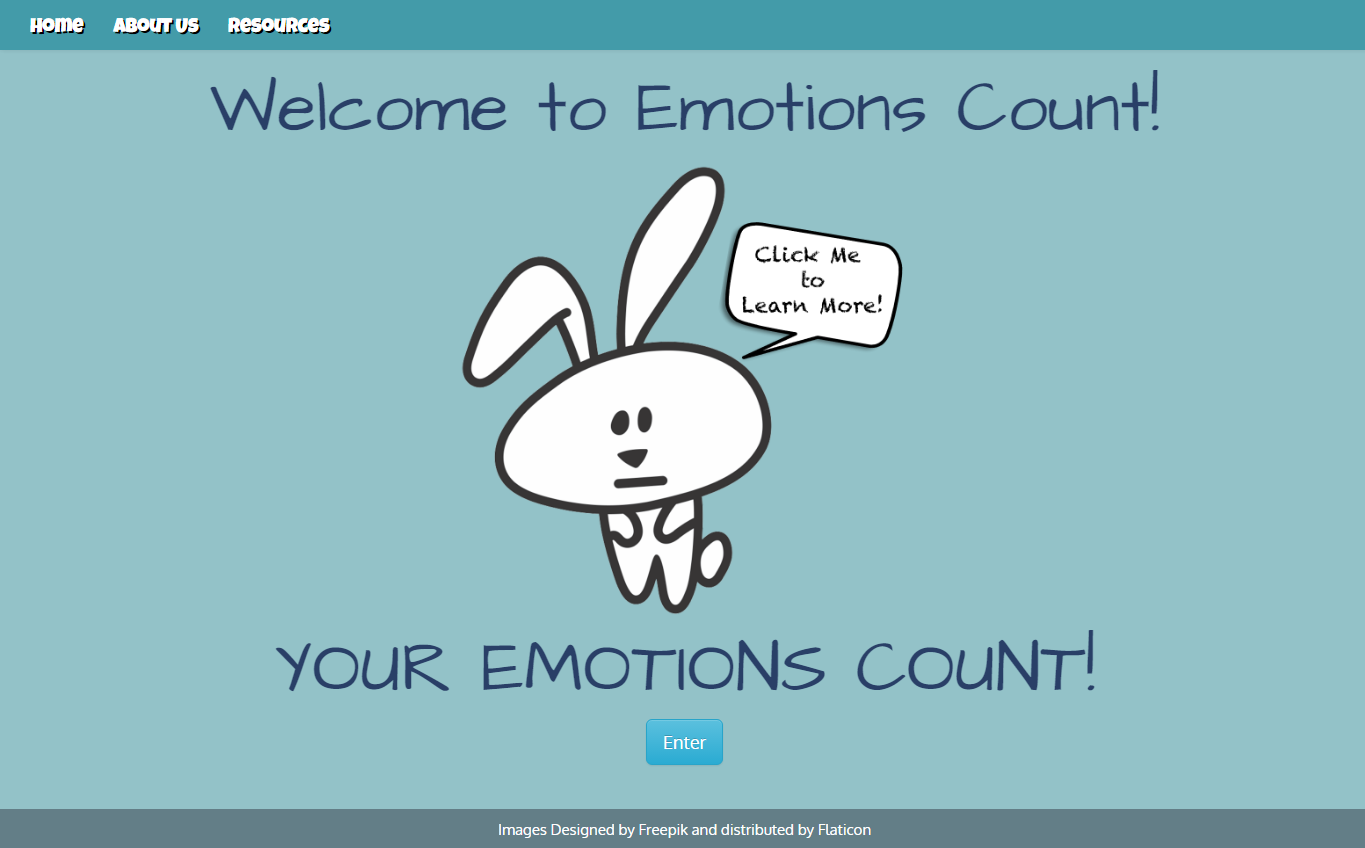 Home About Us Resources
Welcome to Emotions Count!
Click Me
to
Learn More!
YOUR EMOTIONS COUNT!
Enter
Images Designed by Freepik and distributed by Flaticon